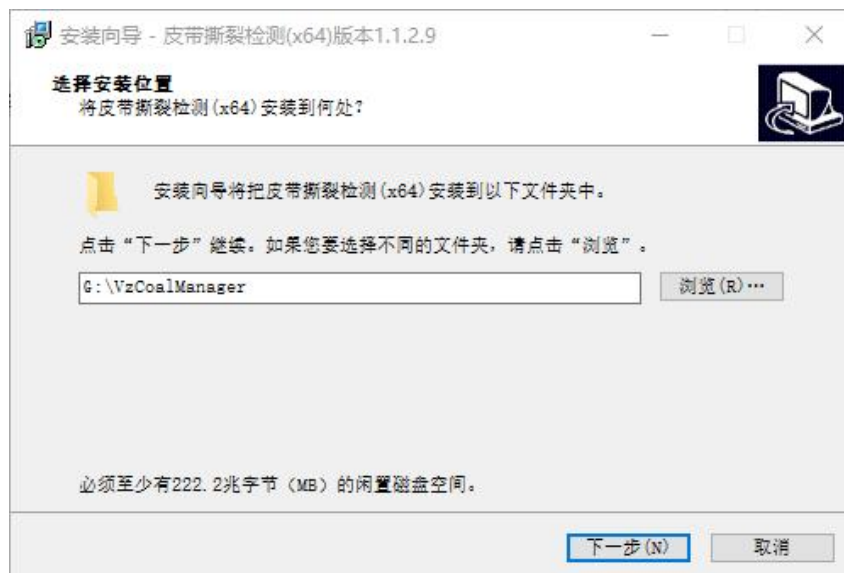 安装向导 - 皮带撕裂检测(x64)版本1.1.2.9
选择安装位置
将皮带撕裂检测(x64)安装到何处?
安装向导将把皮带撕裂检测(x64)安装到以下文件夹中。
点击“下一步”继续。如果您要选择不同的文件夹，请点击“浏览”。
G:\VzCoalManager
浏览(R)…
必须至少有222.2兆字节（MB）的闲置磁盘空间。
下一步(N)
取消